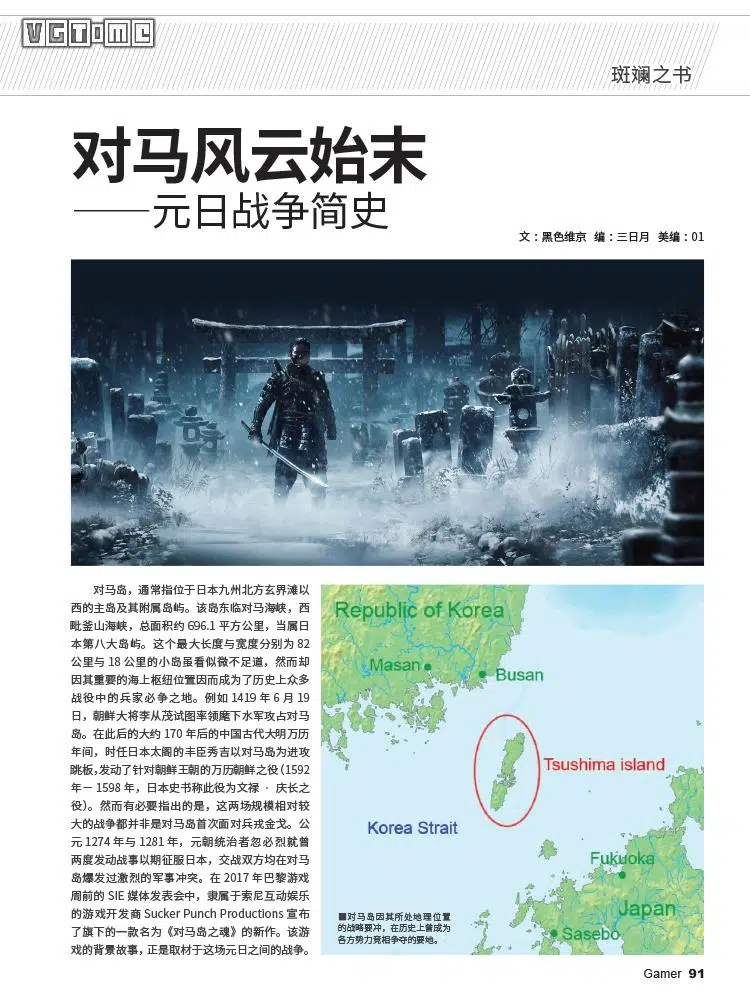 VGTIME
斑斓之书
对马风云始末
——元日战争简史
文：黑色维京 编：三日月 美编：01
对马岛，通常指位于日本九州北方玄界滩以
西的主岛及其附属岛屿。该岛东临对马海峡，西
毗釜山海峡，总面积约 696.1 平方公里，当属日
本第八大岛屿。这个最大长度与宽度分别为 82
公里与 18 公里的小岛虽看似微不足道，然而却
因其重要的海上枢纽位置因而成为了历史上众多
战役中的兵家必争之地。例如 1419 年 6 月 19
日，朝鲜大将李从茂试图率领麾下水军攻占对马
岛。在此后的大约 170 年后的中国古代大明万历
年间，时任日本太阁的丰臣秀吉以对马岛为进攻
跳板，发动了针对朝鲜王朝的万历朝鲜之役（1592
年－ 1598 年，日本史书称此役为文禄 · 庆长之
役）。然而有必要指出的是，这两场规模相对较
大的战争都并非是对马岛首次面对兵戎金戈。公
元 1274 年与 1281 年，元朝统治者忽必烈就曾
两度发动战事以期征服日本，交战双方均在对马
岛爆发过激烈的军事冲突。在 2017 年巴黎游戏
周前的 SIE 媒体发表会中，隶属于索尼互动娱乐
的游戏开发商 Sucker Punch Productions 宣布
了旗下的一款名为《对马岛之魂》的新作。该游
戏的背景故事，正是取材于这场元日之间的战争。
Republic of Korea
Masan
Busan
Tsushima island
Korea Strait
Fukuoka
Japan
Sasebo
■对马岛因其所处地理位置
的战略要冲，在历史上曾成为
各方势力竞相争夺的要地。
Gamer 91